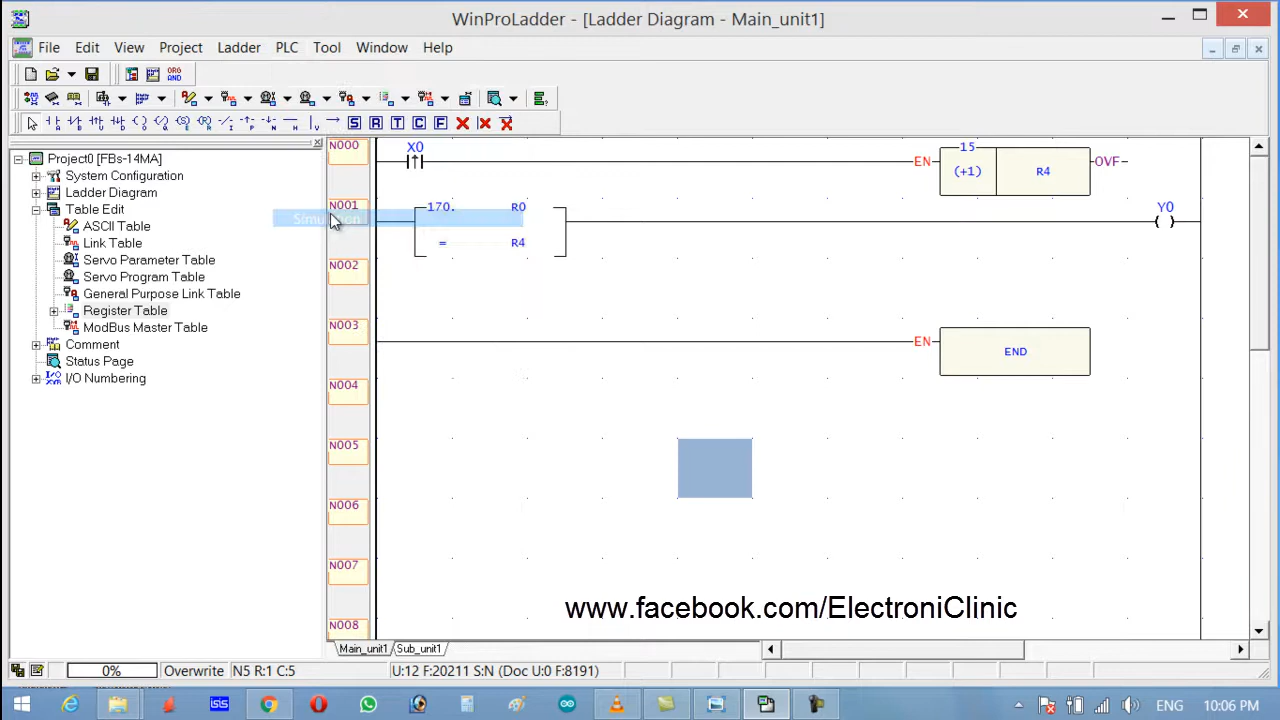 WinProLadder - [Ladder Diagram - Main_unit1]
File Edit View Project Ladder PLC Tool Window Help
ORG
AND
S R T C F
Project0 [FBs-14MA]
System Configuration
Ladder Diagram
Table Edit
ASCII Table
Link Table
Servo Parameter Table
Servo Program Table
General Purpose Link Table
Register Table
ModBus Master Table
Comment
Status Page
I/O Numbering
N000
X0
EN
15
(+1)
R4
OVF
N001
170.
R0
=
R4
Y0
N002
N003
EN
END
N004
N005
N006
N007
N008
www.facebook.com/ElectroniClinic
Main_unit1 Sub_unit1
0% Overwrite N5 R:1 C:5 U:12 F:20211 S:N (Doc U:0 F:8191)
ENG 10:06 PM